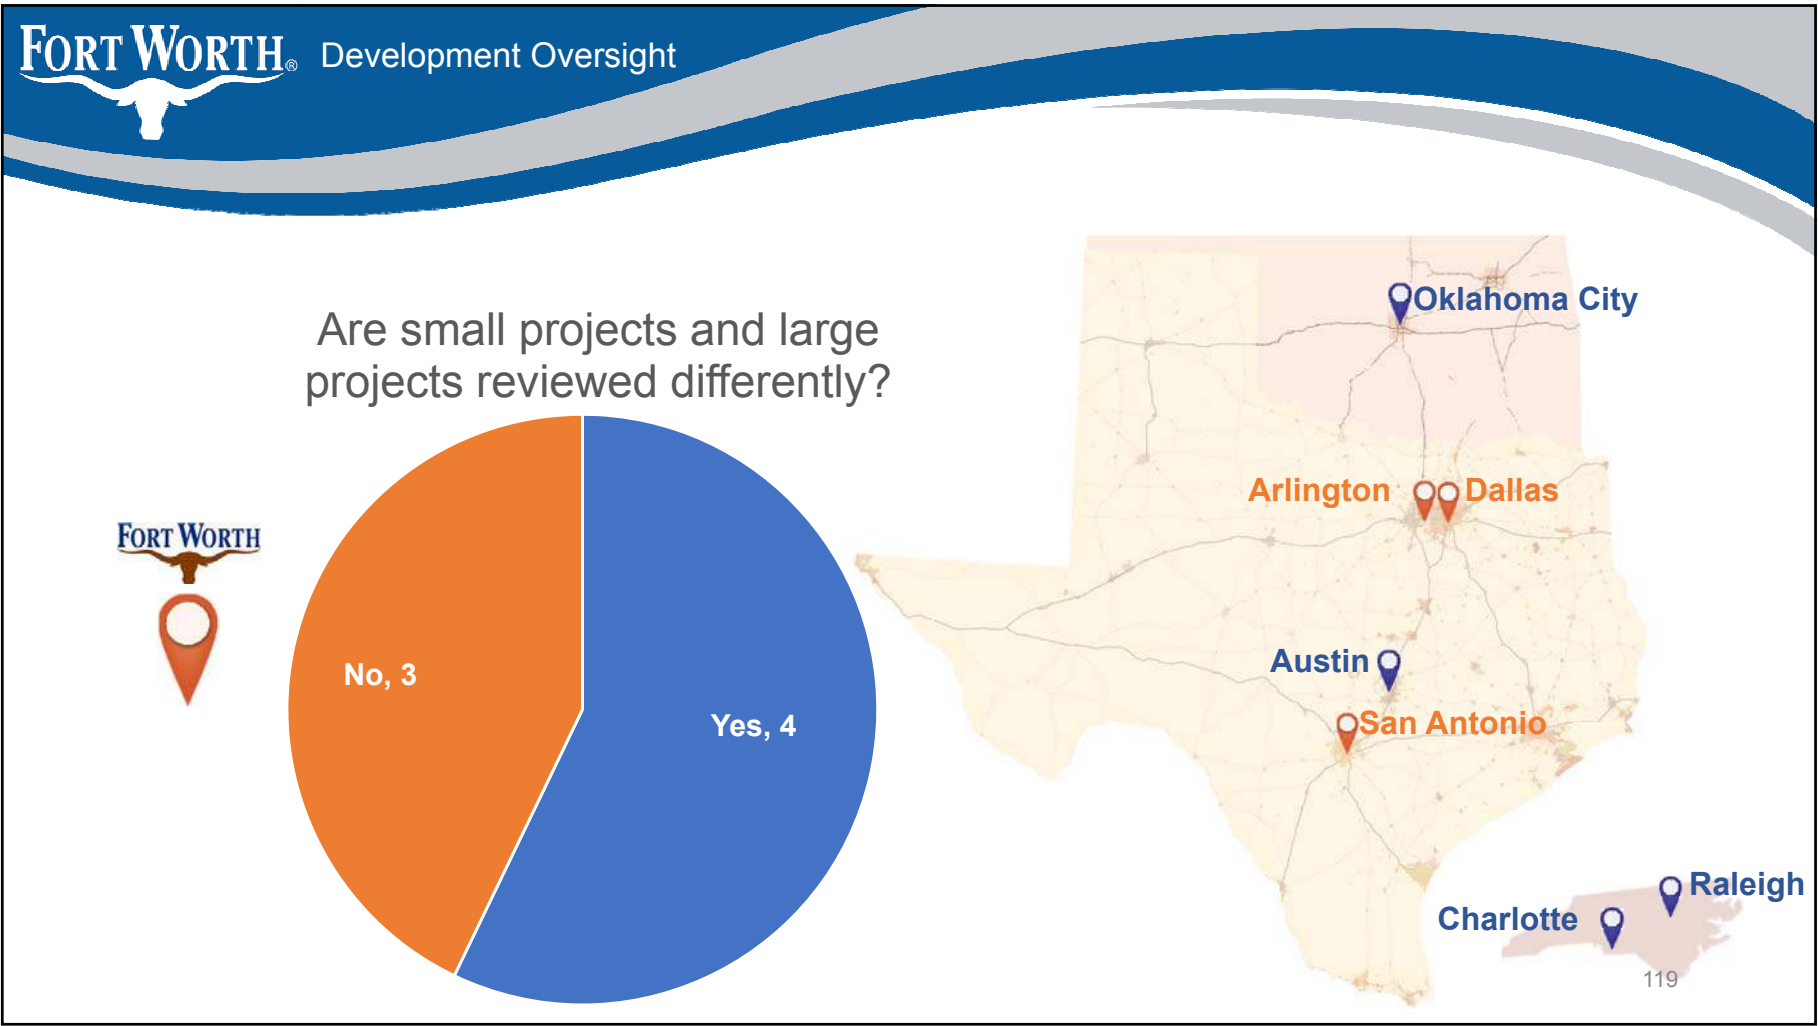 FORT WORTH®
Development Oversight
Are small projects and large
projects reviewed differently?
FORT WORTH
No, 3
Yes, 4
Oklahoma City
Arlington
Dallas
Austin
San Antonio
Raleigh
Charlotte
119